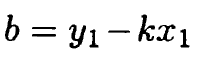 b = y₁ − kx₁